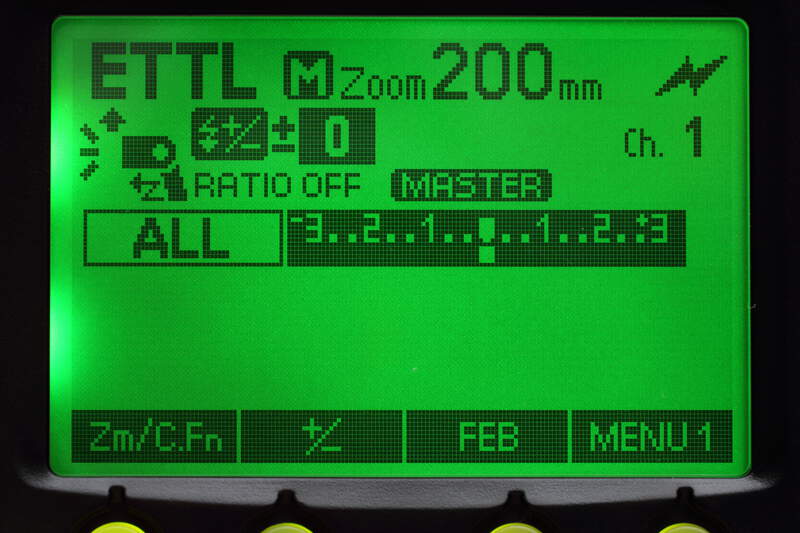 ETTL M Zoom 200mm
+/− ± 0 Ch. 1
Z RATIO OFF MASTER
ALL −3..2..1..0..1..2..+3
Zm/C.Fn +/− FEB MENU 1